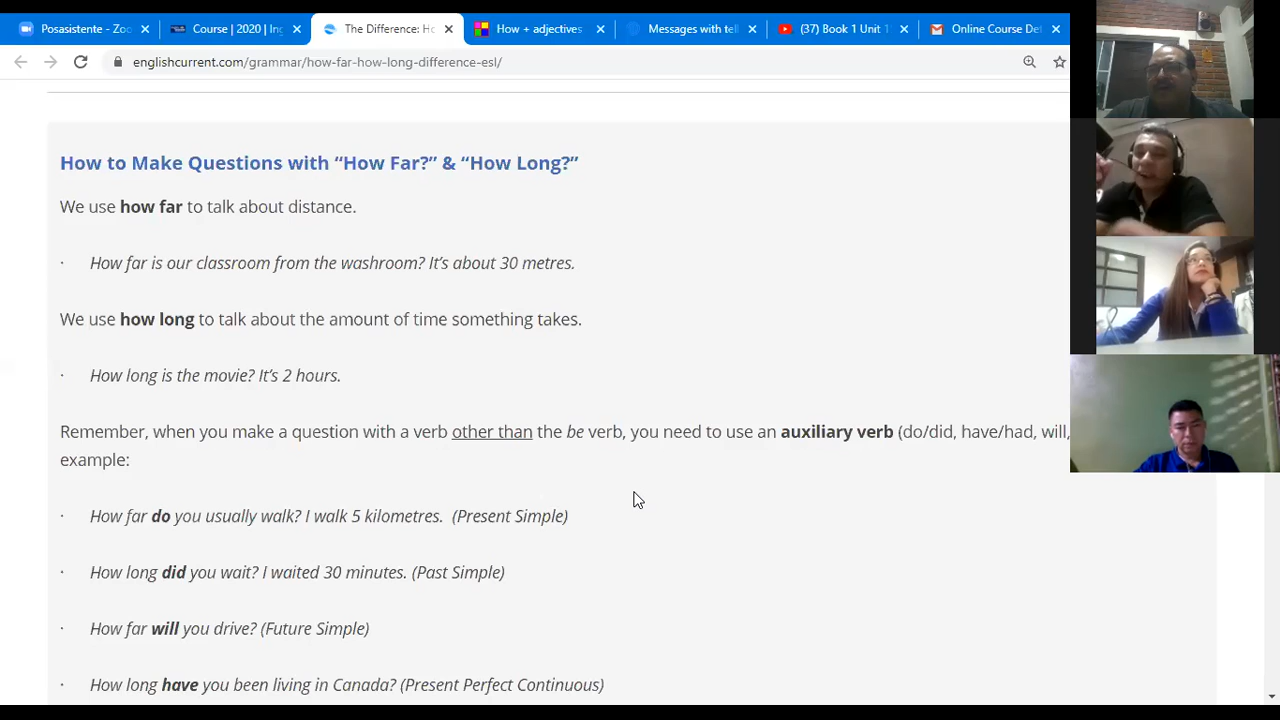 Posasistente - Zoo
Course | 2020 | Ing
The Difference: Ho
How + adjectives
Messages with tell
(37) Book 1 Unit 1
Online Course Det
englishcurrent.com/grammar/how-far-how-long-difference-esl/
How to Make Questions with “How Far?” & “How Long?”
We use how far to talk about distance.
· How far is our classroom from the washroom? It’s about 30 metres.
We use how long to talk about the amount of time something takes.
· How long is the movie? It’s 2 hours.
Remember, when you make a question with a verb other than the be verb, you need to use an auxiliary verb (do/did, have/had, will,
example:
· How far do you usually walk? I walk 5 kilometres. (Present Simple)
· How long did you wait? I waited 30 minutes. (Past Simple)
· How far will you drive? (Future Simple)
· How long have you been living in Canada? (Present Perfect Continuous)